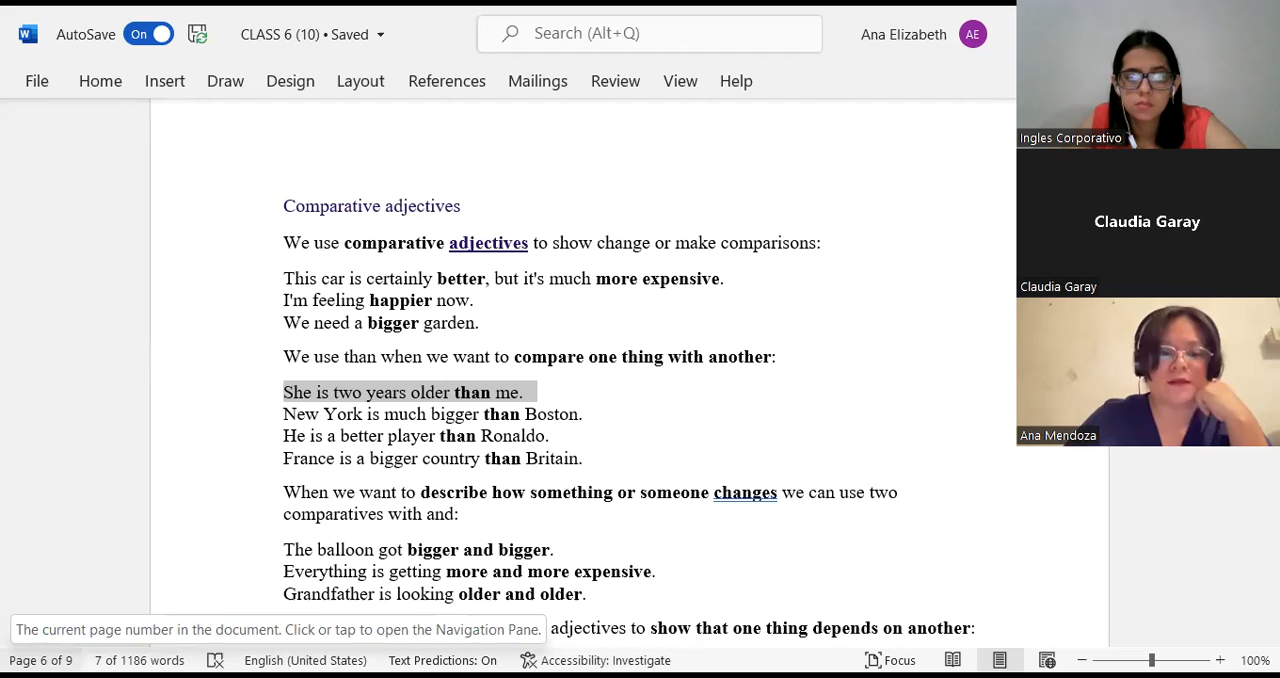 AutoSave On CLASS 6 (10) • Saved Search (Alt+Q) Ana Elizabeth AE
File Home Insert Draw Design Layout References Mailings Review View Help
Comparative adjectives
We use comparative adjectives to show change or make comparisons:
This car is certainly better, but it's much more expensive.
I'm feeling happier now.
We need a bigger garden.
We use than when we want to compare one thing with another:
She is two years older than me.
New York is much bigger than Boston.
He is a better player than Ronaldo.
France is a bigger country than Britain.
When we want to describe how something or someone changes we can use two
comparatives with and:
The balloon got bigger and bigger.
Everything is getting more and more expensive.
Grandfather is looking older and older.
adjectives to show that one thing depends on another:
The current page number in the document. Click or tap to open the Navigation Pane.
Page 6 of 9 7 of 1186 words English (United States) Text Predictions: On Accessibility: Investigate Focus 100%
Ingles Corporativo
Claudia Garay
Claudia Garay
Ana Mendoza